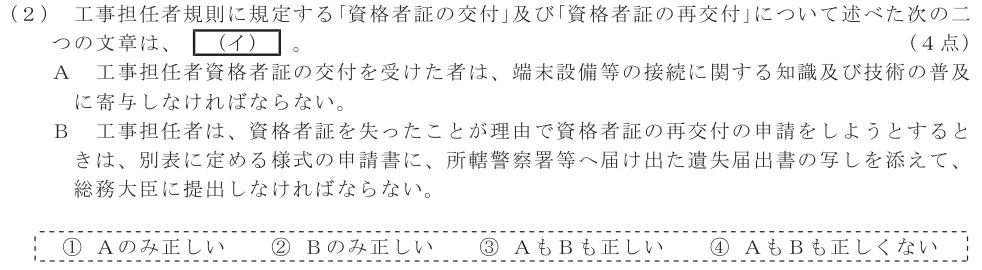 （２） 工事担任者規則に規定する「資格者証の交付」及び「資格者証の再交付」について述べた次の二
つの文章は、 （イ） 。 （４点）
Ａ 工事担任者資格者証の交付を受けた者は、端末設備等の接続に関する知識及び技術の普及
に寄与しなければならない。
Ｂ 工事担任者は、資格者証を失ったことが理由で資格者証の再交付の申請をしようとすると
きは、別表に定める様式の申請書に、所轄警察署等へ届け出た遺失届出書の写しを添えて、
総務大臣に提出しなければならない。
① Ａのみ正しい ② Ｂのみ正しい ③ ＡもＢも正しい ④ ＡもＢも正しくない